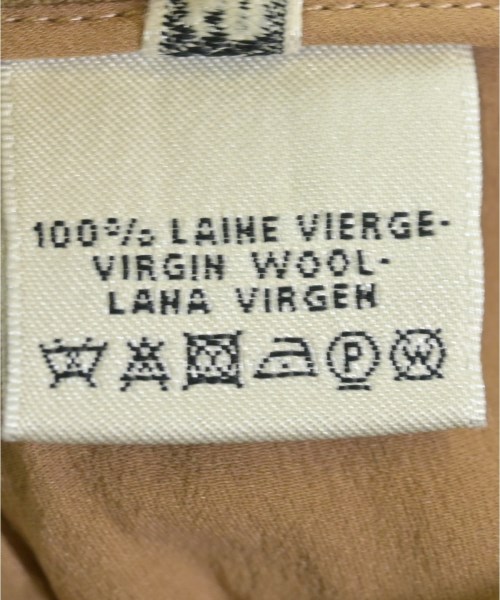 100% LAINE VIERGE-
VIRGIN WOOL-
LANA VIRGEN
P W